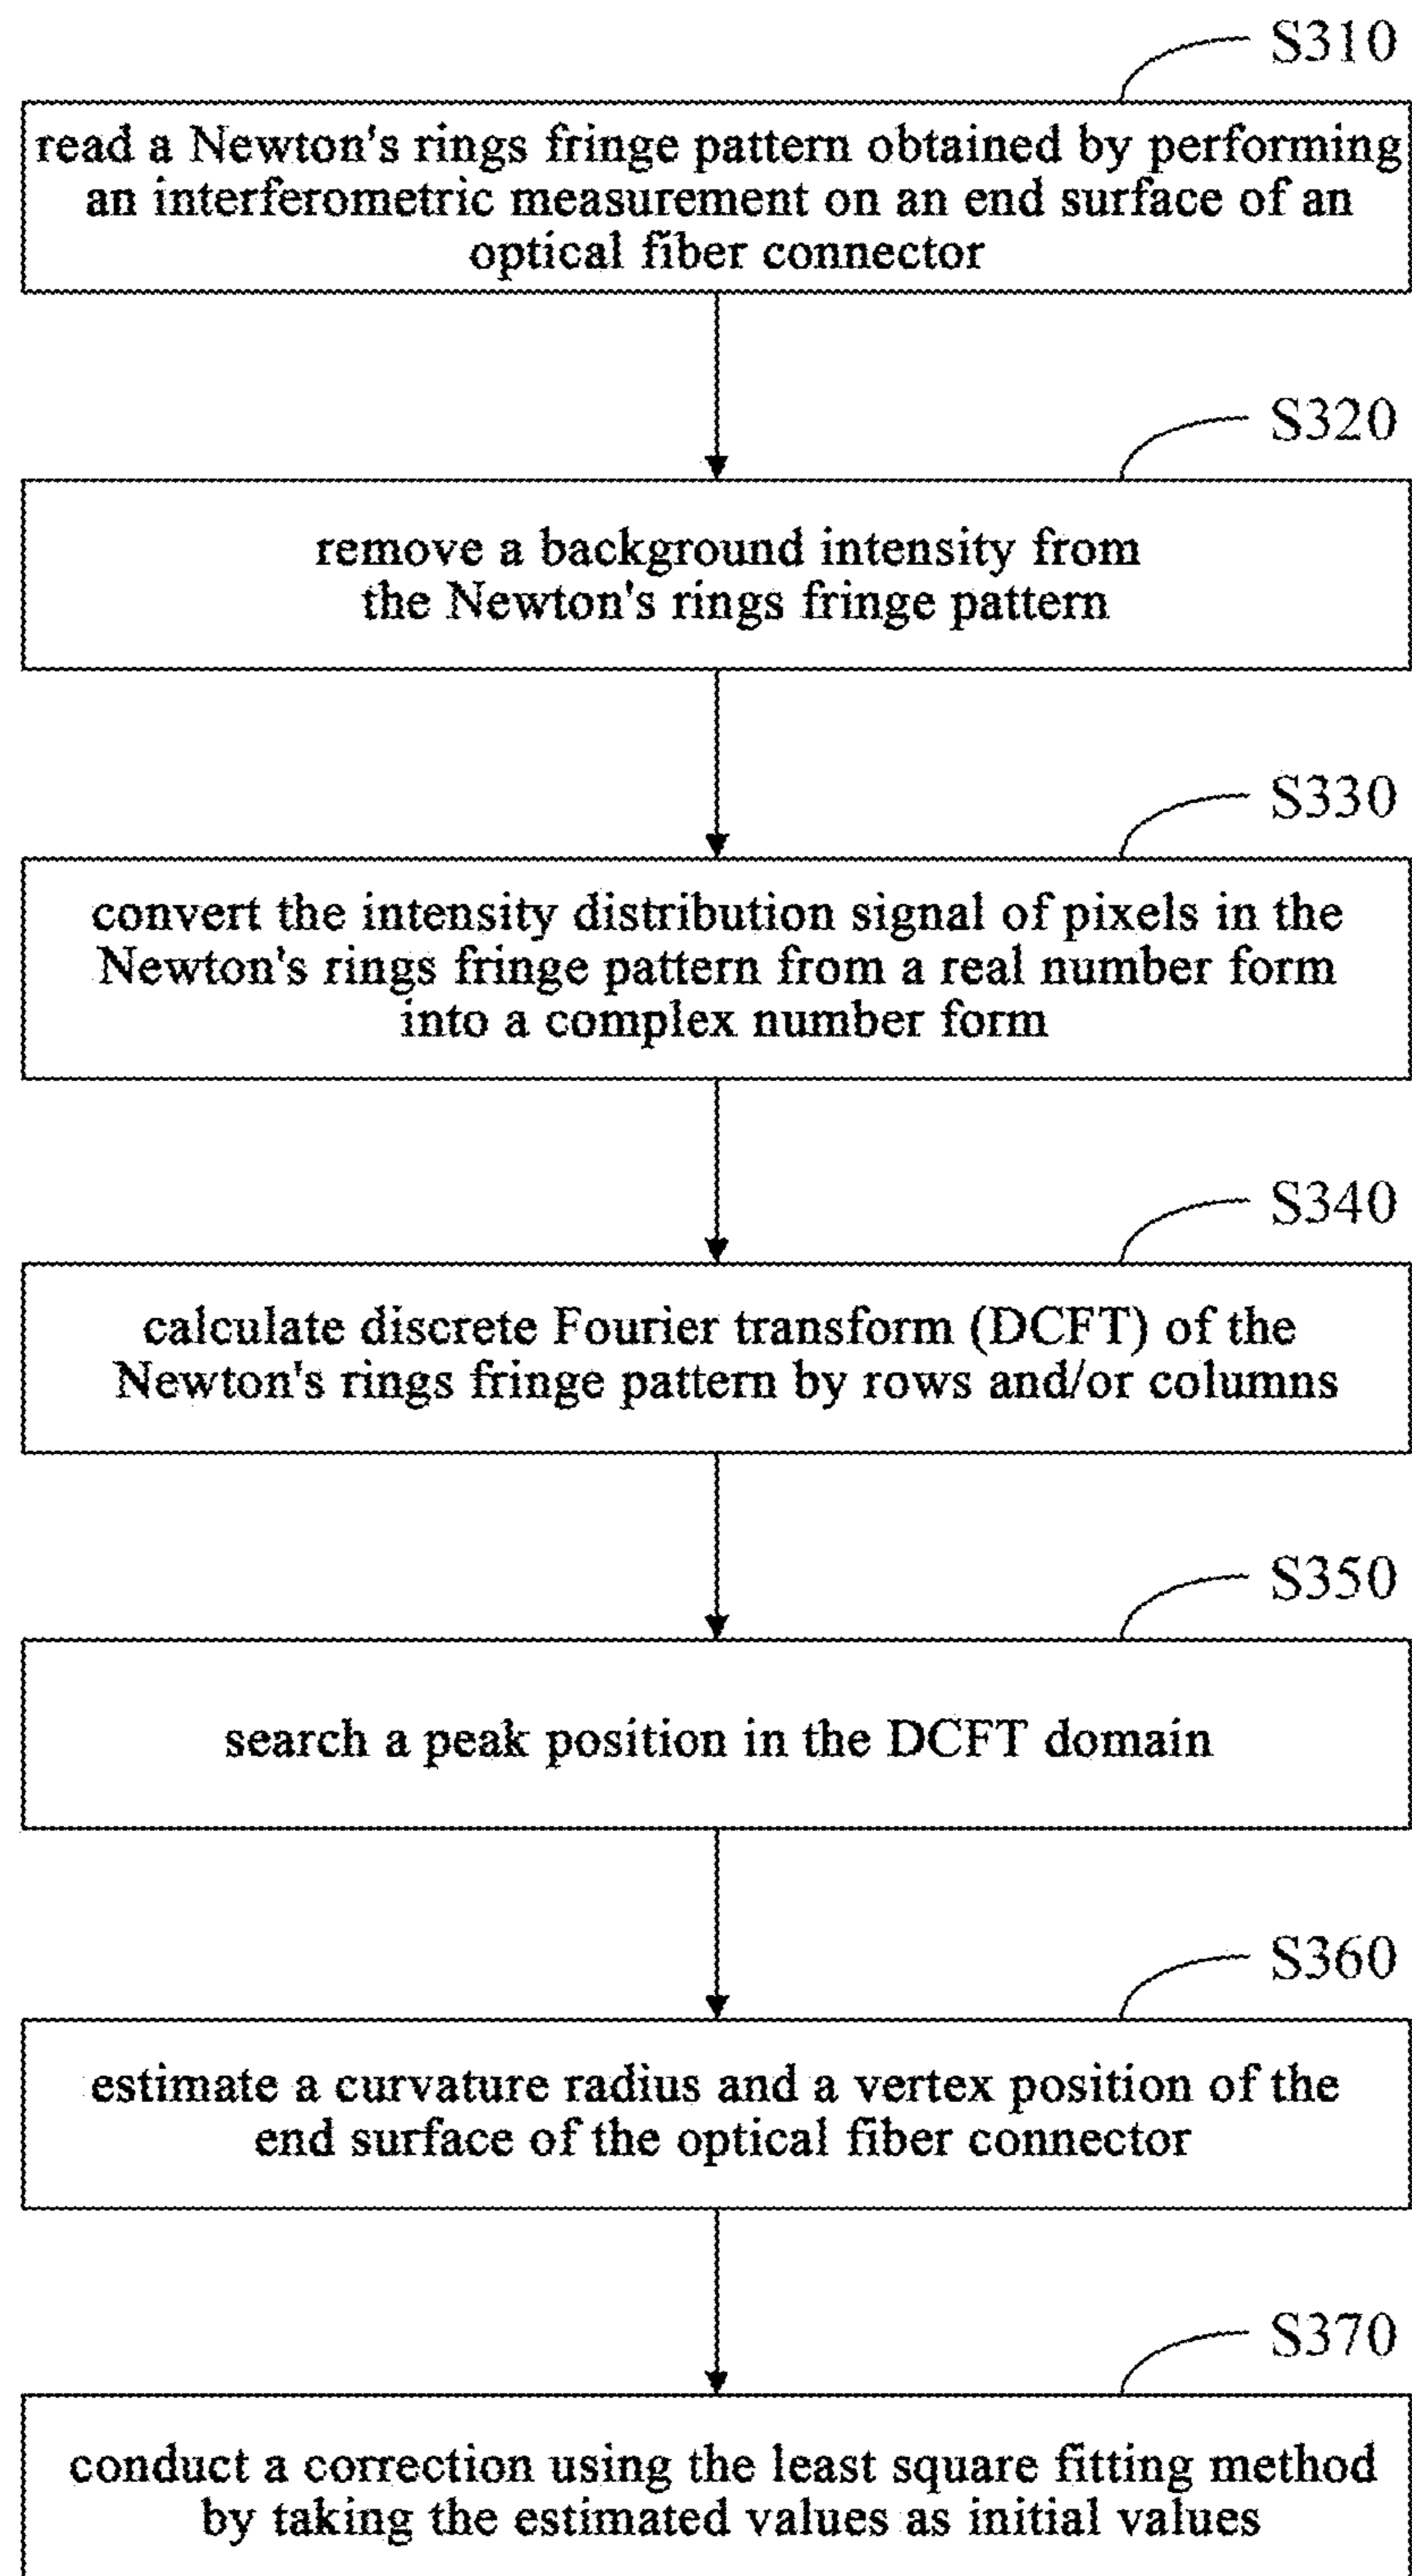 S310
read a Newton's rings fringe pattern obtained by performing
an interferometric measurement on an end surface of an
optical fiber connector
S320
remove a background intensity from
the Newton's rings fringe pattern
S330
convert the intensity distribution signal of pixels in the
Newton's rings fringe pattern from a real number form
into a complex number form
S340
calculate discrete Fourier transform (DCFT) of the
Newton's rings fringe pattern by rows and/or columns
S350
search a peak position in the DCFT domain
S360
estimate a curvature radius and a vertex position of the
end surface of the optical fiber connector
S370
conduct a correction using the least square fitting method
by taking the estimated values as initial values